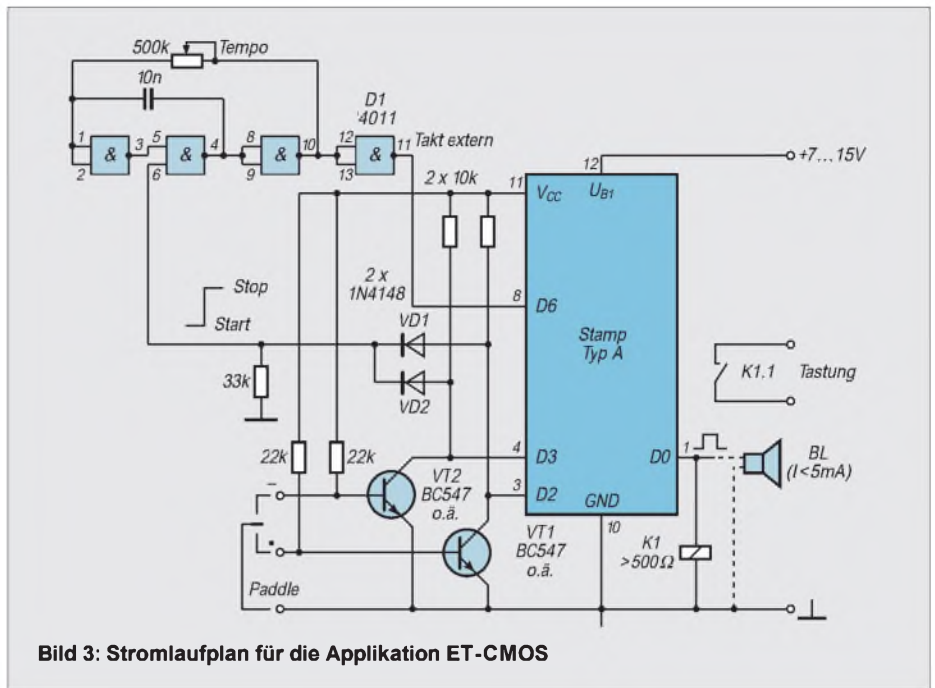 500k
Tempo
10n
D1
4011
1
2
3
5
6
4
8
9
10
12
13
11
Takt extern
&
&
&
&
2 x 10k
11
VCC
12
UB1
+7...15V
2 x
1N4148
8
D6
Stop
Start
VD1
VD2
Stamp
Typ A
K1.1
Tastung
33k
22k
22k
VT2
BC547
o.ä.
4
D3
3
D2
D0
1
BL
(I<5mA)
GND
10
VT1
BC547
o.ä.
K1
>500Ω
–
•
Paddle
Bild 3: Stromlaufplan für die Applikation ET-CMOS